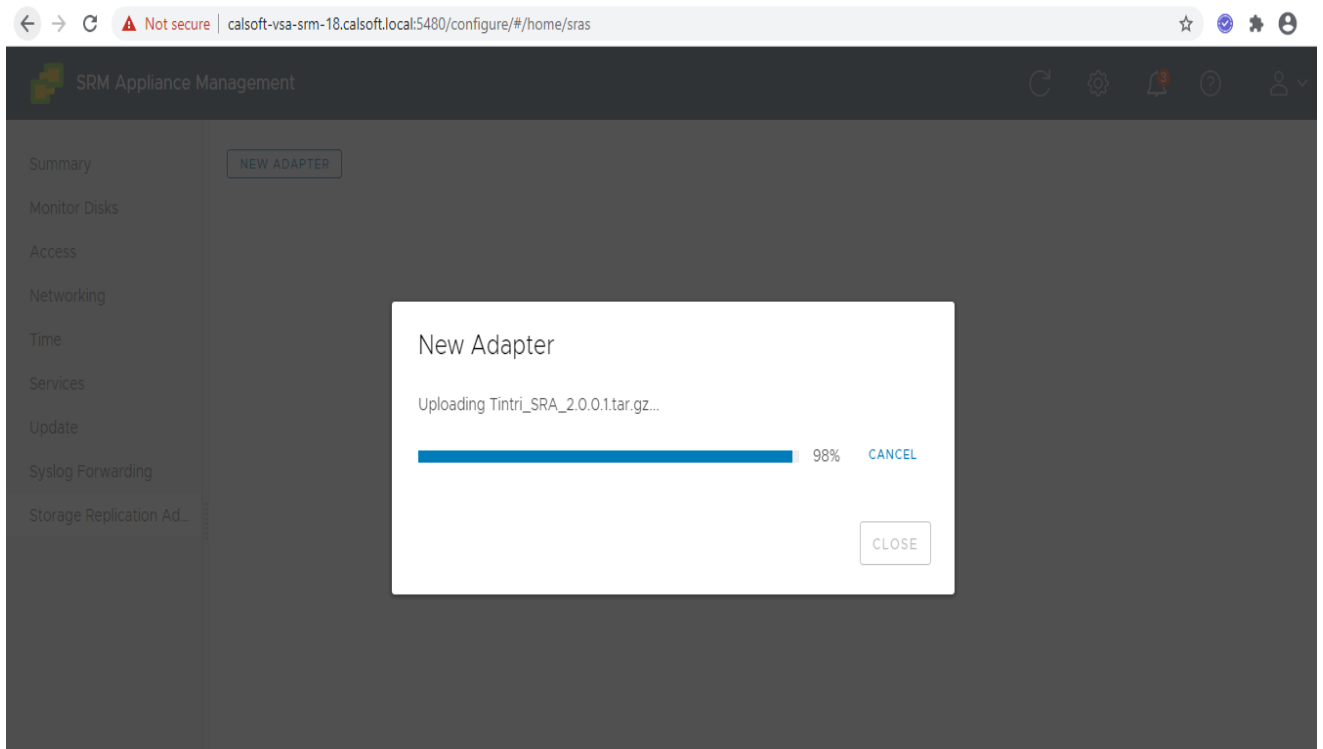 Not secure calsoft-vsa-srm-18.calsoft.local:5480/configure/#/home/sras
SRM Appliance Management
3
Summary
NEW ADAPTER
Monitor Disks
Access
Networking
Time
Services
Update
Syslog Forwarding
Storage Replication Ad...
New Adapter
Uploading Tintri_SRA_2.0.0.1.tar.gz...
98% CANCEL
CLOSE